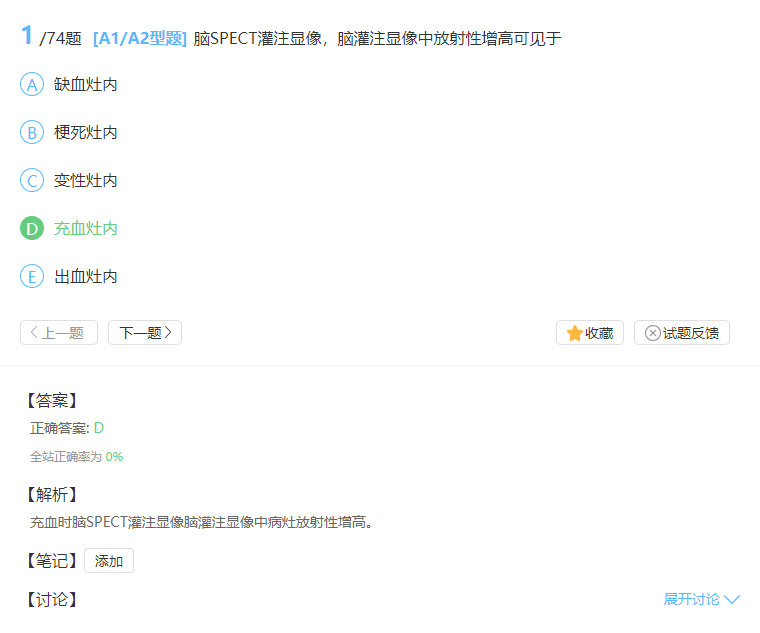 1 /74题 [A1/A2型题] 脑SPECT灌注显像，脑灌注显像中放射性增高可见于
A 缺血灶内
B 梗死灶内
C 变性灶内
D 充血灶内
E 出血灶内
上一题 下一题 收藏 试题反馈
【答案】
正确答案: D
全站正确率为 0%
【解析】
充血时脑SPECT灌注显像脑灌注显像中病灶放射性增高。
【笔记】 添加
【讨论】 展开讨论